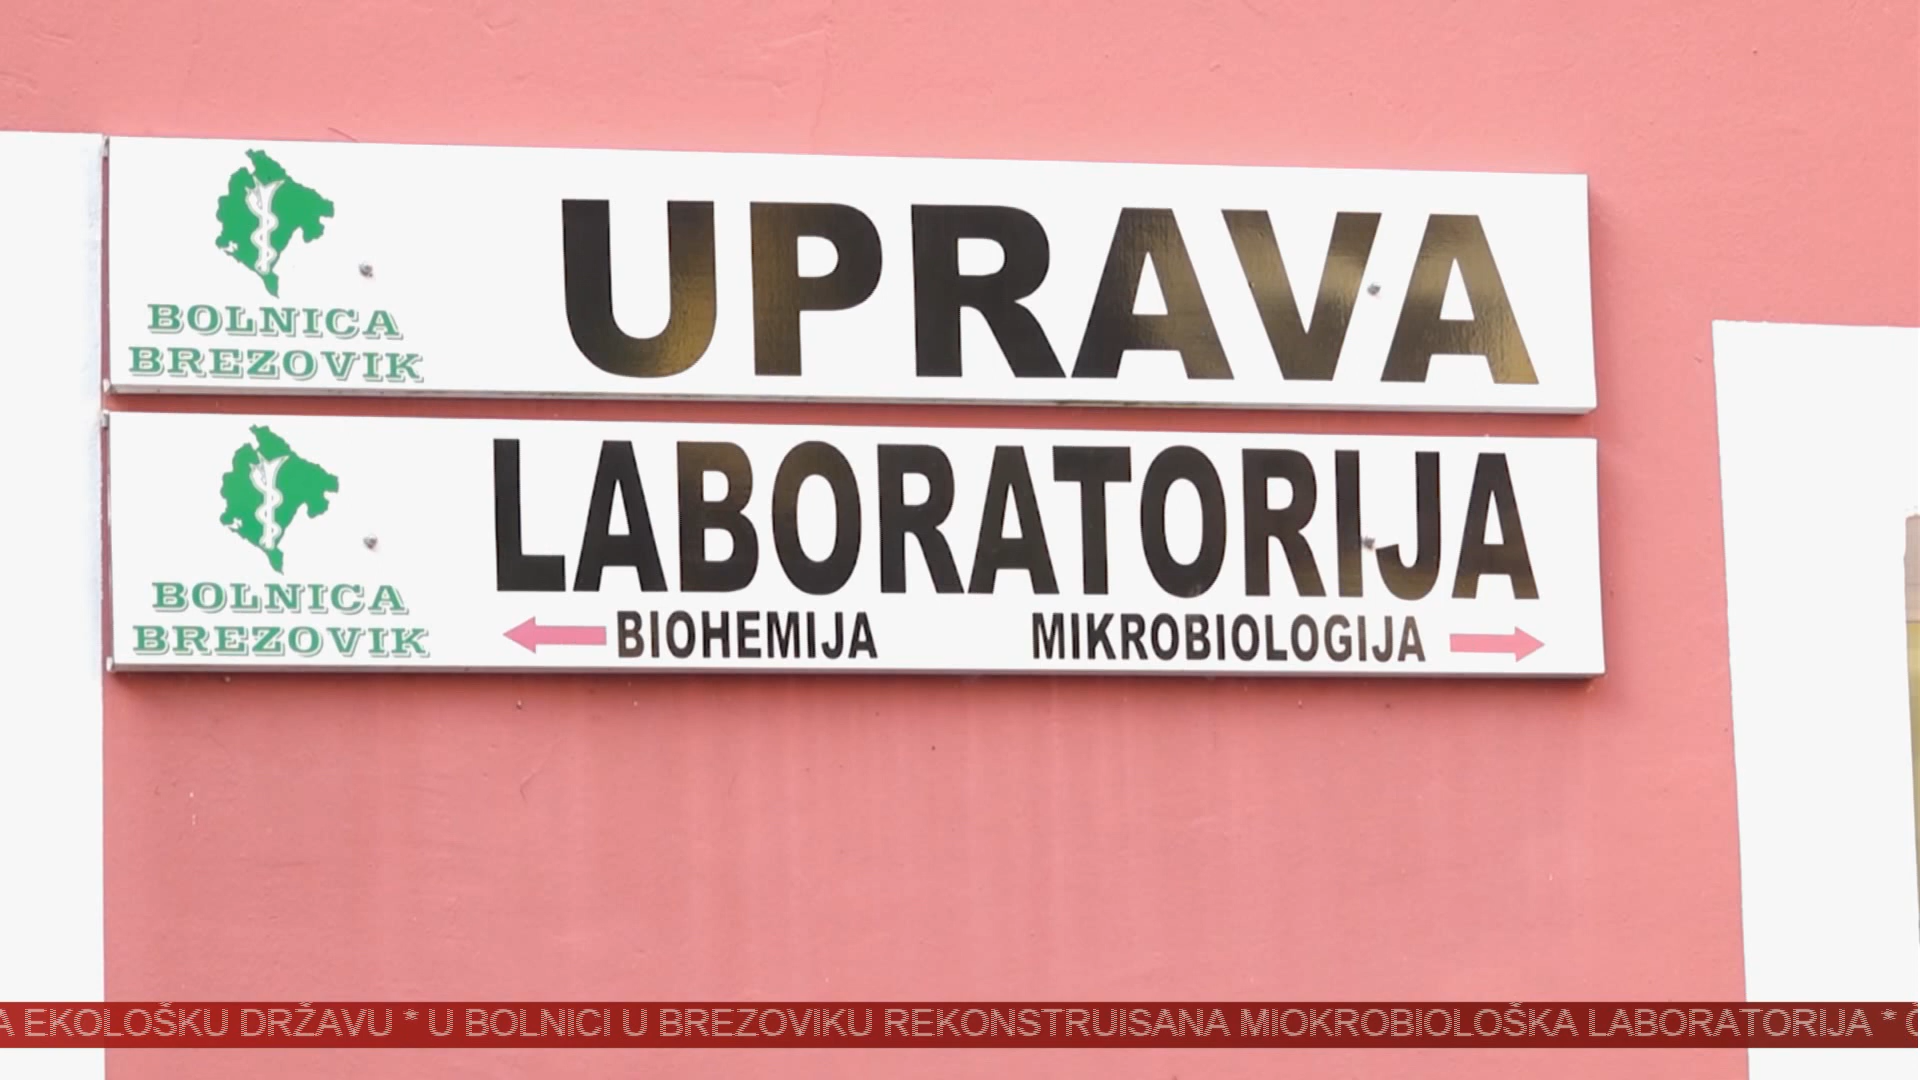 BOLNICA
BREZOVIK
UPRAVA
BOLNICA
BREZOVIK
LABORATORIJA
BIOHEMIJA MIKROBIOLOGIJA
A EKOLOŠKU DRŽAVU * U BOLNICI U BREZOVIKU REKONSTRUISANA MIOKROBIOLOŠKA LABORATORIJA *